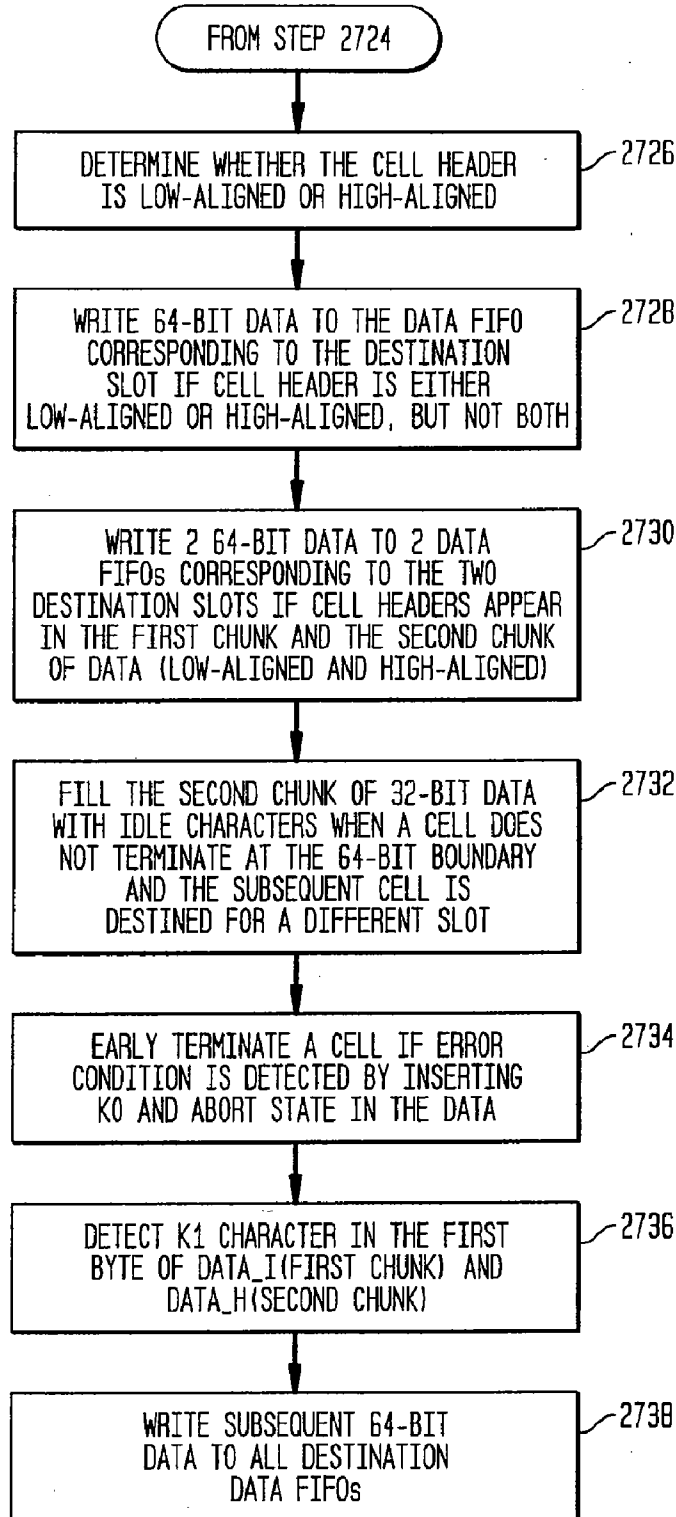 FROM STEP 2724
DETERMINE WHETHER THE CELL HEADER
IS LOW-ALIGNED OR HIGH-ALIGNED
2726
WRITE 64-BIT DATA TO THE DATA FIFO
CORRESPONDING TO THE DESTINATION
SLOT IF CELL HEADER IS EITHER
LOW-ALIGNED OR HIGH-ALIGNED, BUT NOT BOTH
2728
WRITE 2 64-BIT DATA TO 2 DATA
FIFOs CORRESPONDING TO THE TWO
DESTINATION SLOTS IF CELL HEADERS APPEAR
IN THE FIRST CHUNK AND THE SECOND CHUNK
OF DATA (LOW-ALIGNED AND HIGH-ALIGNED)
2730
FILL THE SECOND CHUNK OF 32-BIT DATA
WITH IDLE CHARACTERS WHEN A CELL DOES
NOT TERMINATE AT THE 64-BIT BOUNDARY
AND THE SUBSEQUENT CELL IS
DESTINED FOR A DIFFERENT SLOT
2732
EARLY TERMINATE A CELL IF ERROR
CONDITION IS DETECTED BY INSERTING
K0 AND ABORT STATE IN THE DATA
2734
DETECT K1 CHARACTER IN THE FIRST
BYTE OF DATA_I(FIRST CHUNK) AND
DATA_H(SECOND CHUNK)
2736
WRITE SUBSEQUENT 64-BIT
DATA TO ALL DESTINATION
DATA FIFOs
2738